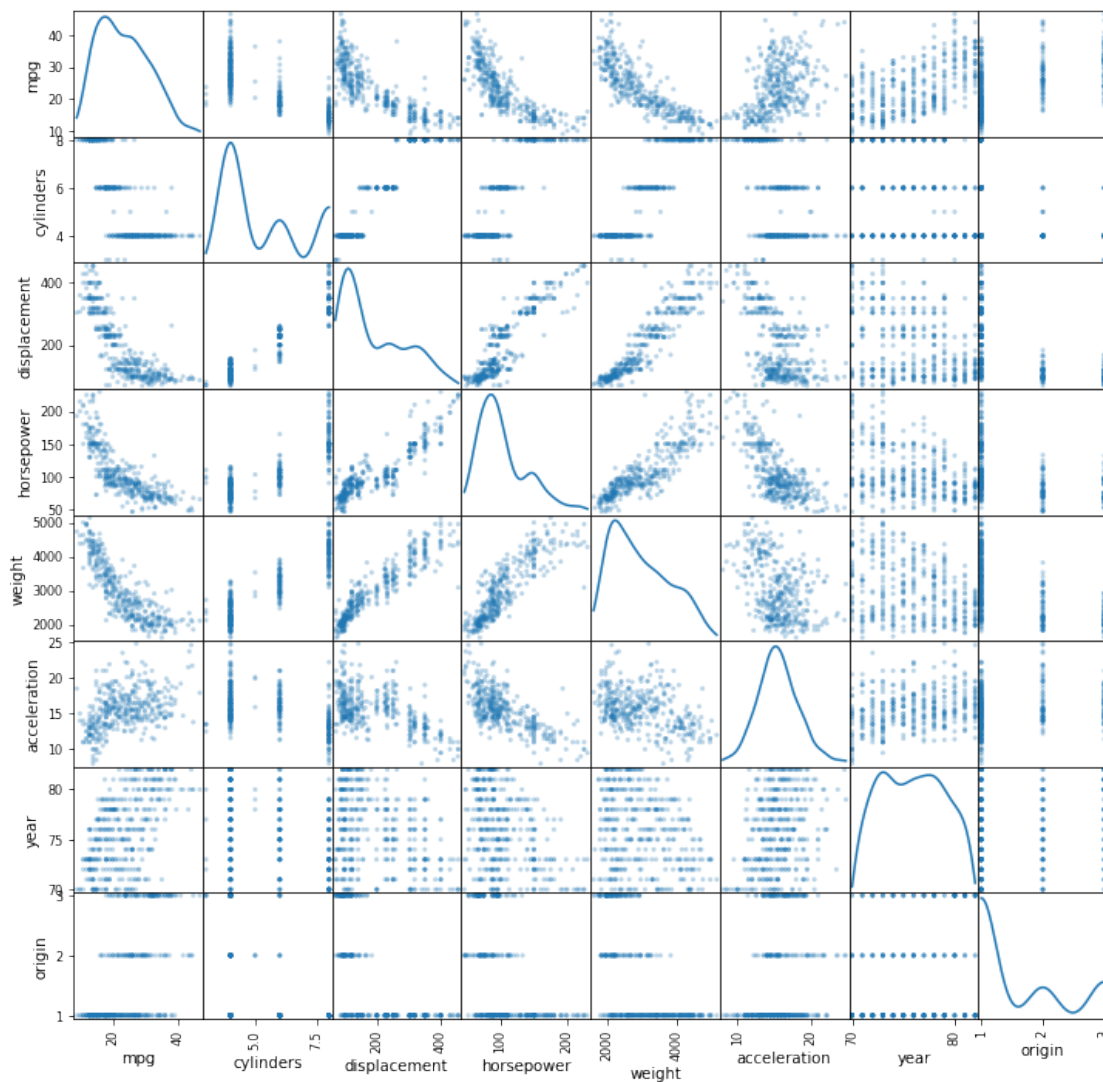 40
30
20
10
mpg
8
6
4
cylinders
400
200
displacement
200
150
100
50
horsepower
5000
4000
3000
2000
weight
25
20
15
10
acceleration
80
75
70
year
3
2
1
origin
20 40
mpg
5.0 7.5
cylinders
200 400
displacement
100 200
horsepower
2000 4000
weight
10 20
acceleration
70 80
year
1 2 3
origin